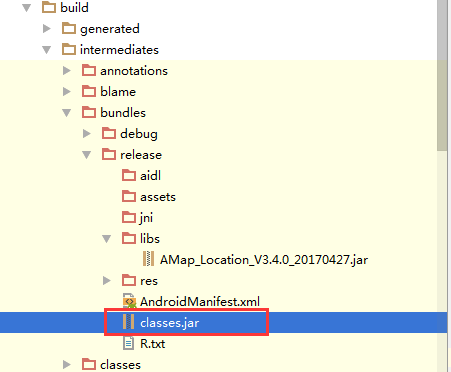 build
generated
intermediates
annotations
blame
bundles
debug
release
aidl
assets
jni
libs
AMap_Location_V3.4.0_20170427.jar
res
AndroidManifest.xml
classes.jar
R.txt
classes